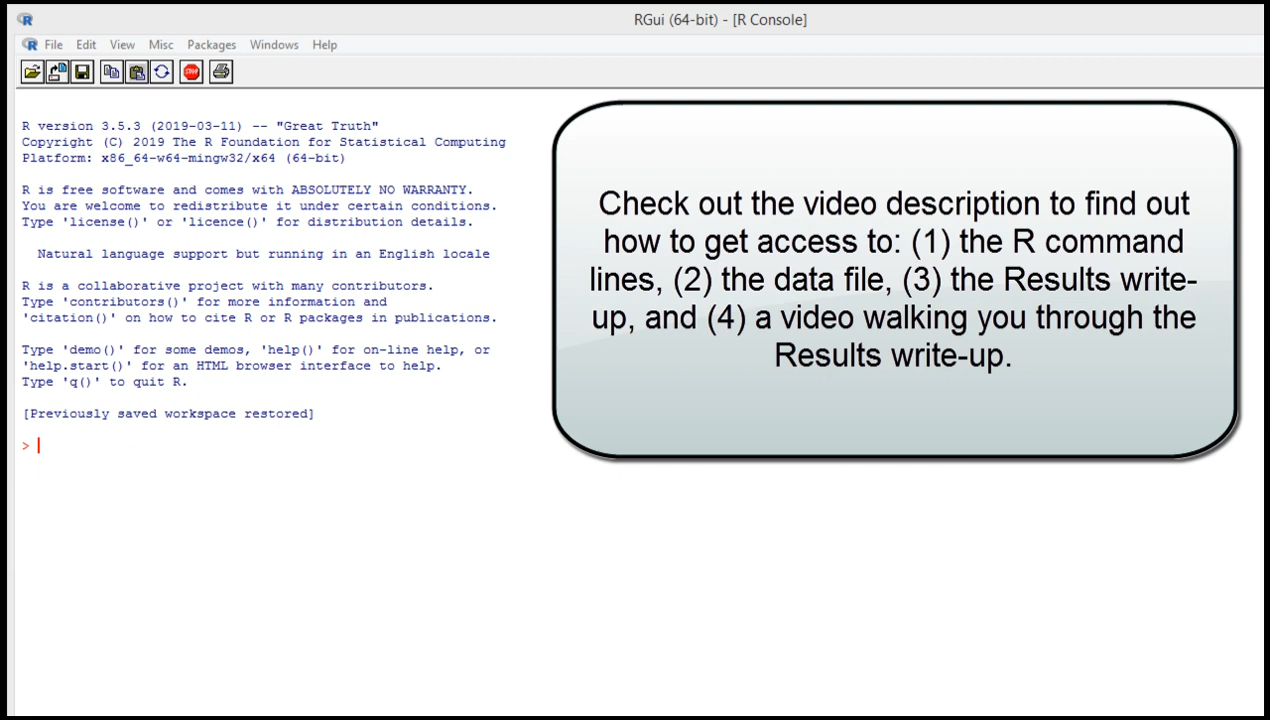 RGui (64-bit) - [R Console]
File Edit View Misc Packages Windows Help
STOP
R version 3.5.3 (2019-03-11) -- "Great Truth"
Copyright (C) 2019 The R Foundation for Statistical Computing
Platform: x86_64-w64-mingw32/x64 (64-bit)
R is free software and comes with ABSOLUTELY NO WARRANTY.
You are welcome to redistribute it under certain conditions.
Type 'license()' or 'licence()' for distribution details.
Natural language support but running in an English locale
R is a collaborative project with many contributors.
Type 'contributors()' for more information and
'citation()' on how to cite R or R packages in publications.
Type 'demo()' for some demos, 'help()' for on-line help, or
'help.start()' for an HTML browser interface to help.
Type 'q()' to quit R.
[Previously saved workspace restored]
>
Check out the video description to find out
how to get access to: (1) the R command
lines, (2) the data file, (3) the Results write-
up, and (4) a video walking you through the
Results write-up.